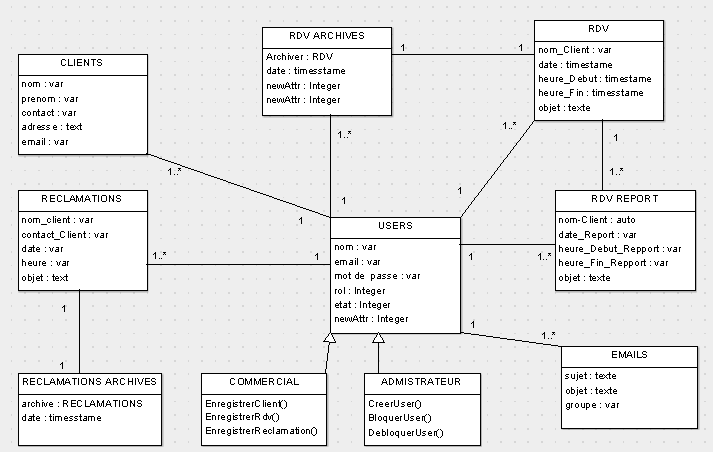 RDV ARCHIVES
Archiver : RDV
date : timesstame
newAttr : Integer
newAttr : Integer
RDV
nom_Client : var
date : timestame
heure_Debut : timestame
heure_Fin : timesstame
objet : texte
CLIENTS
nom : var
prenom : var
contact : var
adresse : text
email : var
1
1
1..*
1..*
1
1..*
1..*
1
1
1
RECLAMATIONS
nom_client : var
contact_Client : var
date : var
heure : var
objet : text
RDV REPORT
nom-Client : auto
date_Report : var
heure_Debut_Repport : var
heure_Fin_Repport : var
objet : texte
USERS
nom : var
email : var
mot de passe : var
rol : Integer
etat : Integer
newAttr : Integer
1..*
1
1
1..*
1
1
1
1..*
RECLAMATIONS ARCHIVES
archive : RECLAMATIONS
date : timesstame
COMMERCIAL
EnregistrerClient()
EnregistrerRdv()
EnregistrerReclamation()
ADMISTRATEUR
CreerUser()
BloquerUser()
DebloquerUser()
EMAILS
sujet : texte
objet : texte
groupe : var